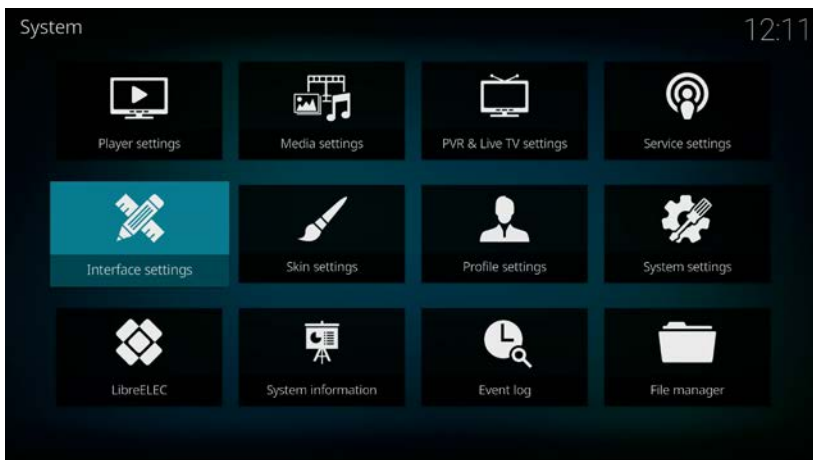 System
12:11
Player settings
Media settings
PVR & Live TV settings
Service settings
Interface settings
Skin settings
Profile settings
System settings
LibreELEC
System information
Event log
File manager